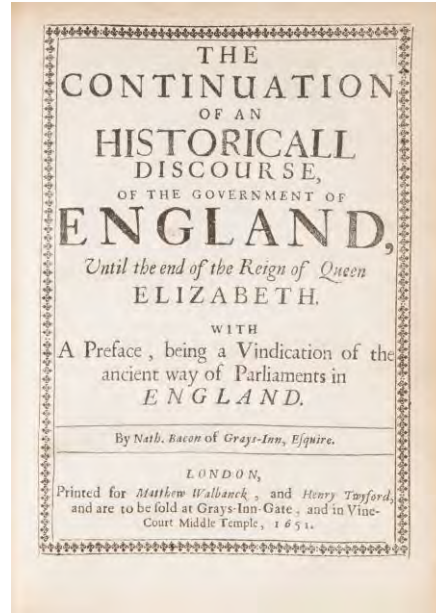 THE
CONTINUATION
OF AN
HISTORICALL
DISCOURSE,
OF THE GOVERNMENT OF
ENGLAND,
Until the end of the Reign of Queen
ELIZABETH.
WITH
A Preface, being a Vindication of the
ancient way of Parliaments in
ENGLAND.
By Nath. Bacon of Grays-Inn, Eſquire.
LONDON,
Printed for Matthew Walbanck, and Henry Twyford,
and are to be ſold at Grays-Inn-Gate, and in Vine-
Court Middle Temple, 1651.